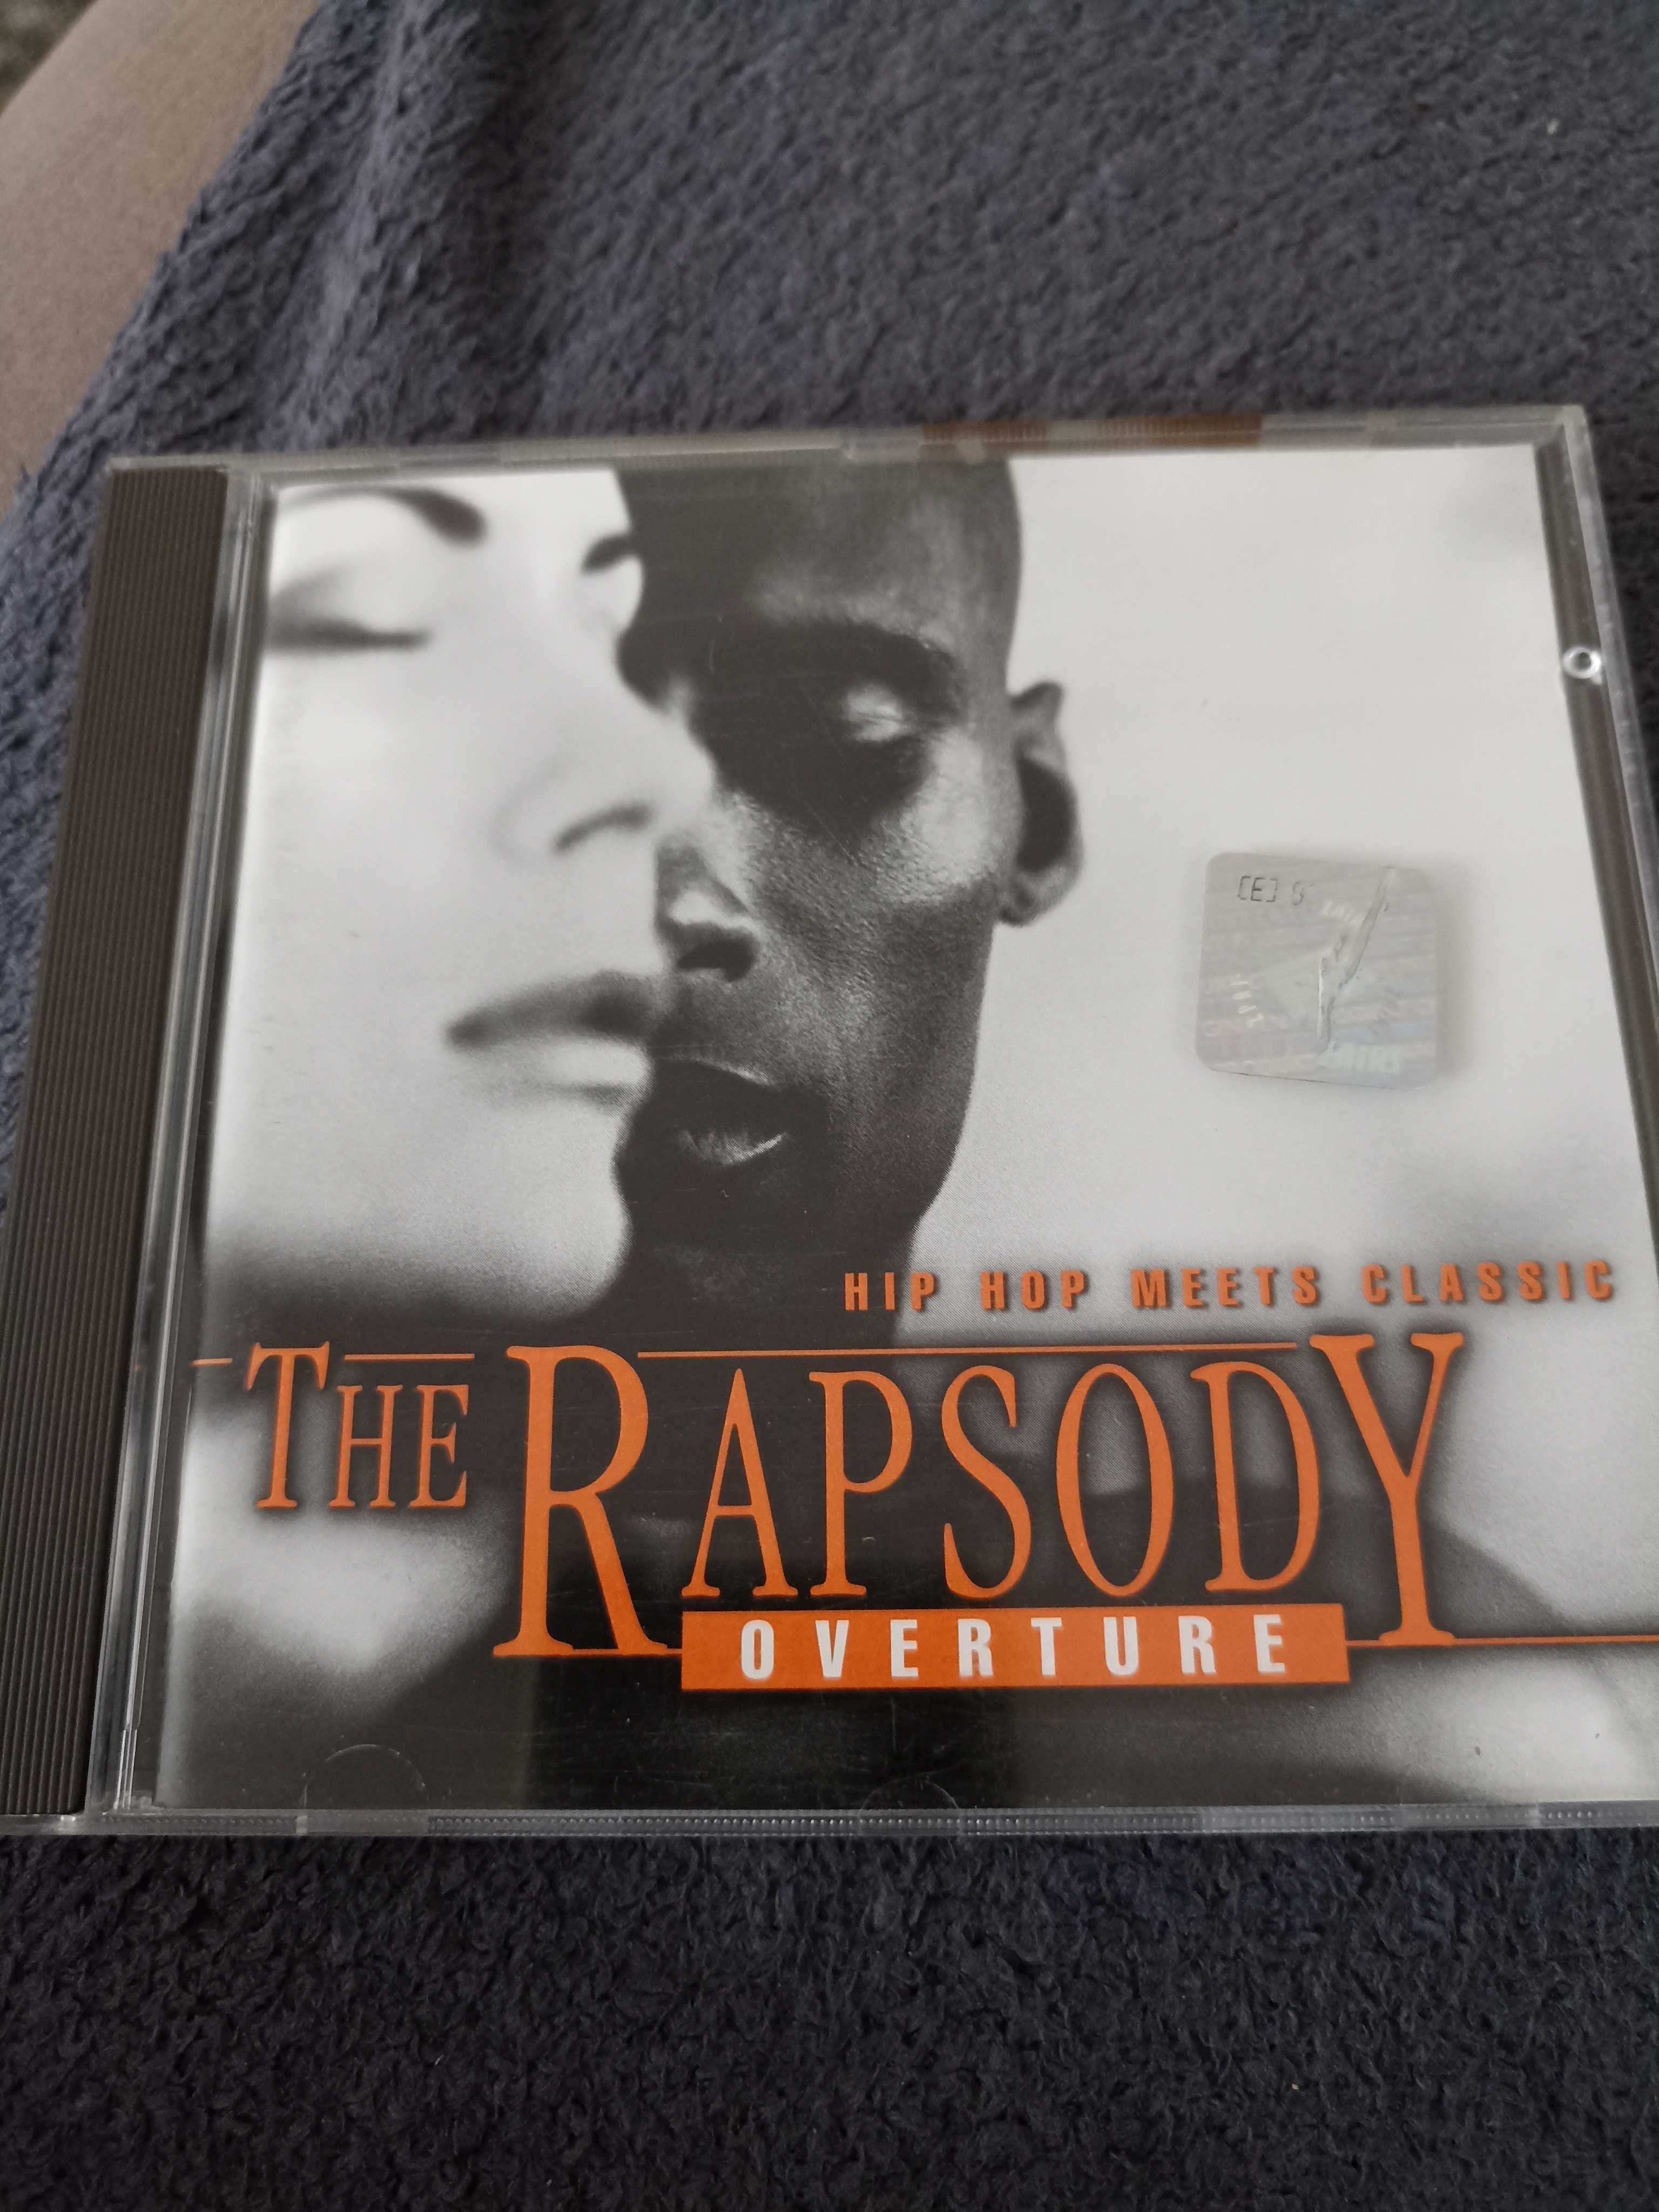 HIP HOP MEETS CLASSIC
THE RAPSODY
OVERTURE